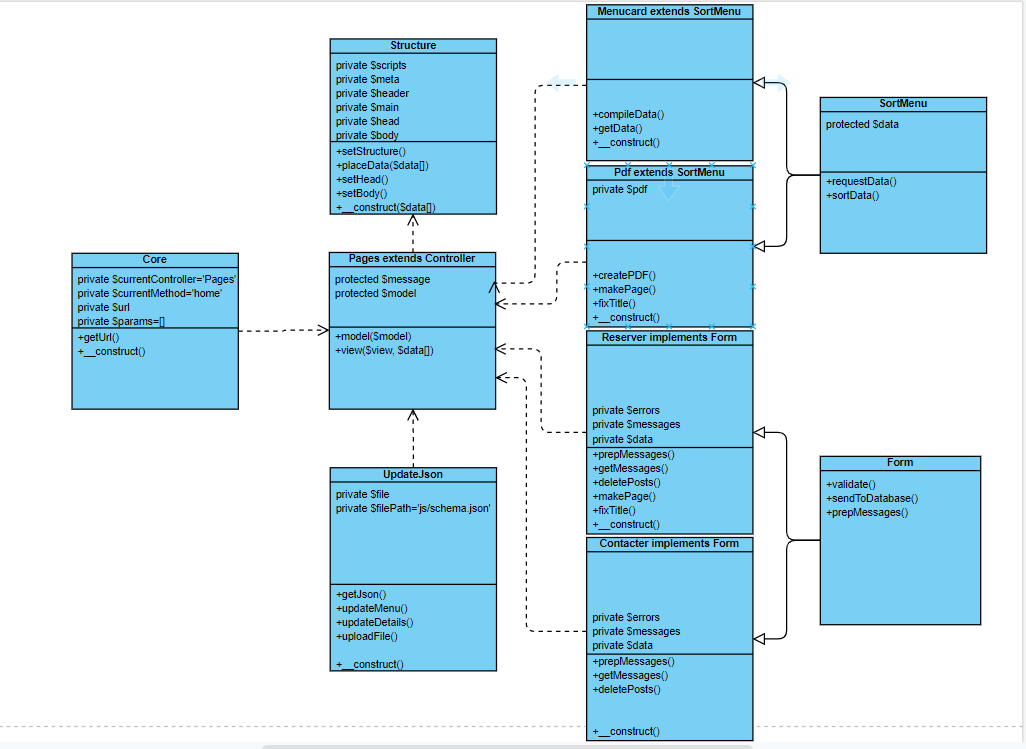 Menucard extends SortMenu
+compileData()
+getData()
+__construct()
Structure
private $scripts
private $meta
private $header
private $main
private $head
private $body
+setStructure()
+placeData($data[])
+setHead()
+setBody()
+__construct($data[])
SortMenu
protected $data
+requestData()
+sortData()
Pdf extends SortMenu
private $pdf
+createPDF()
+makePage()
+fixTitle()
+__construct()
Core
private $currentController='Pages'
private $currentMethod='home'
private $url
private $params=[]
+getUrl()
+__construct()
Pages extends Controller
protected $message
protected $model
+model($model)
+view($view, $data[])
Reserver implements Form
private $errors
private $messages
private $data
+prepMessages()
+getMessages()
+deletePosts()
+makePage()
+fixTitle()
+__construct()
Form
+validate()
+sendToDatabase()
+prepMessages()
UpdateJson
private $file
private $filePath='js/schema.json'
+getJson()
+updateMenu()
+updateDetails()
+uploadFile()
+__construct()
Contacter implements Form
private $errors
private $messages
private $data
+prepMessages()
+getMessages()
+deletePosts()
+__construct()